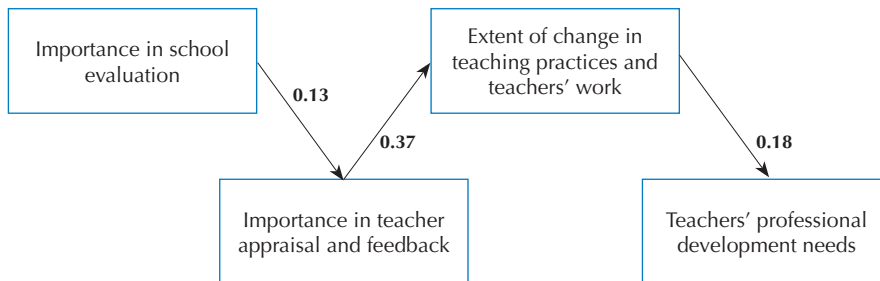 Importance in school
evaluation
Extent of change in
teaching practices and
teachers’ work
0.13
0.37
0.18
Importance in teacher
appraisal and feedback
Teachers’ professional
development needs